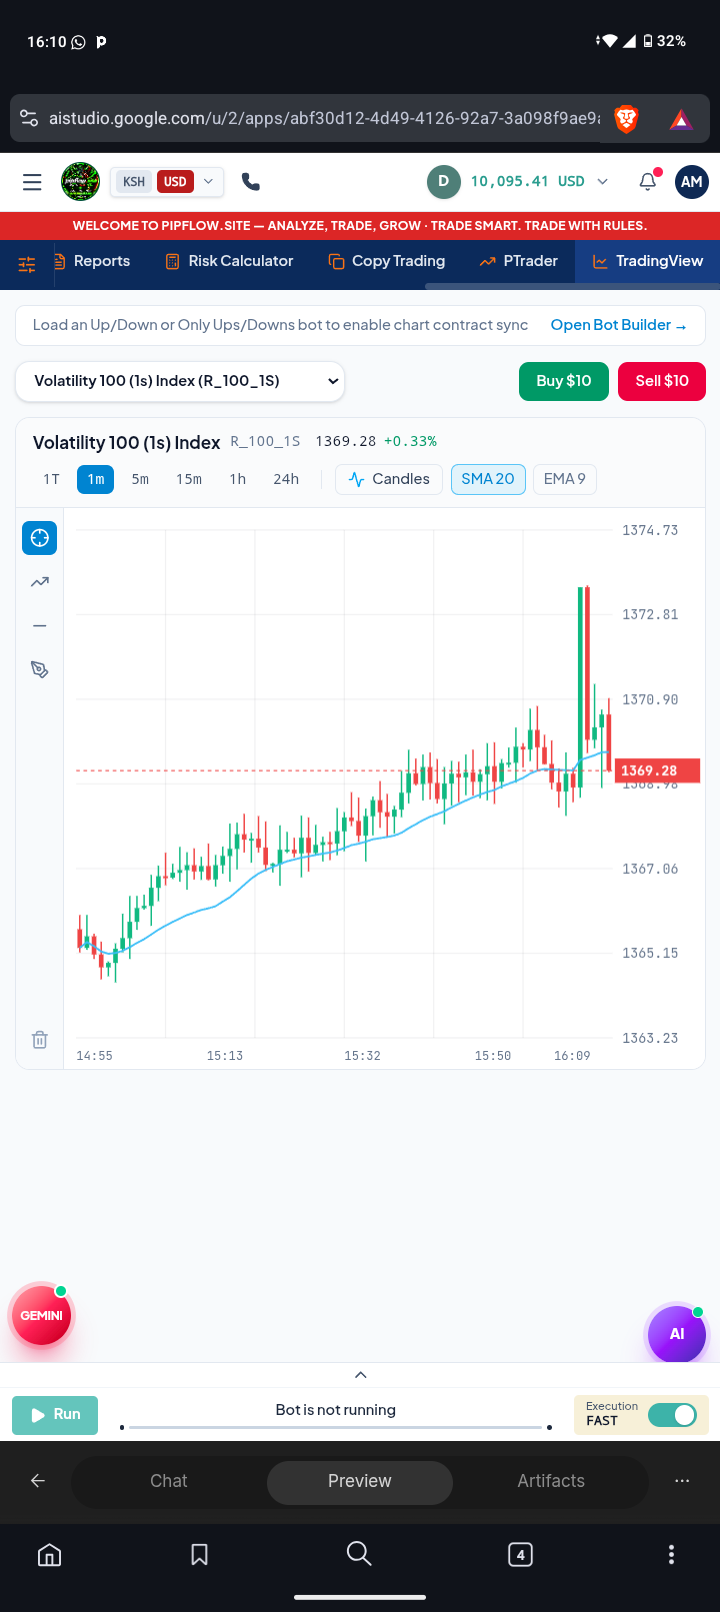 16:10
32%
aistudio.google.com/u/2/apps/abf30d12-4d49-4126-92a7-3a098f9ae9
KSH USD
D 10,095.41 USD
AM
WELCOME TO PIPFLOW.SITE — ANALYZE, TRADE, GROW · TRADE SMART. TRADE WITH RULES.
Reports Risk Calculator Copy Trading PTrader TradingView
Load an Up/Down or Only Ups/Downs bot to enable chart contract sync Open Bot Builder →
Volatility 100 (1s) Index (R_100_1S) Buy $10 Sell $10
Volatility 100 (1s) Index R_100_1S 1369.28 +0.33%
1T 1m 5m 15m 1h 24h Candles SMA 20 EMA 9
1374.73
1372.81
1370.90
1369.28
1368.98
1367.06
1365.15
1363.23
14:55 15:13 15:32 15:50 16:09
GEMINI
AI
Run
Bot is not running
Execution
FAST
Chat Preview Artifacts
4